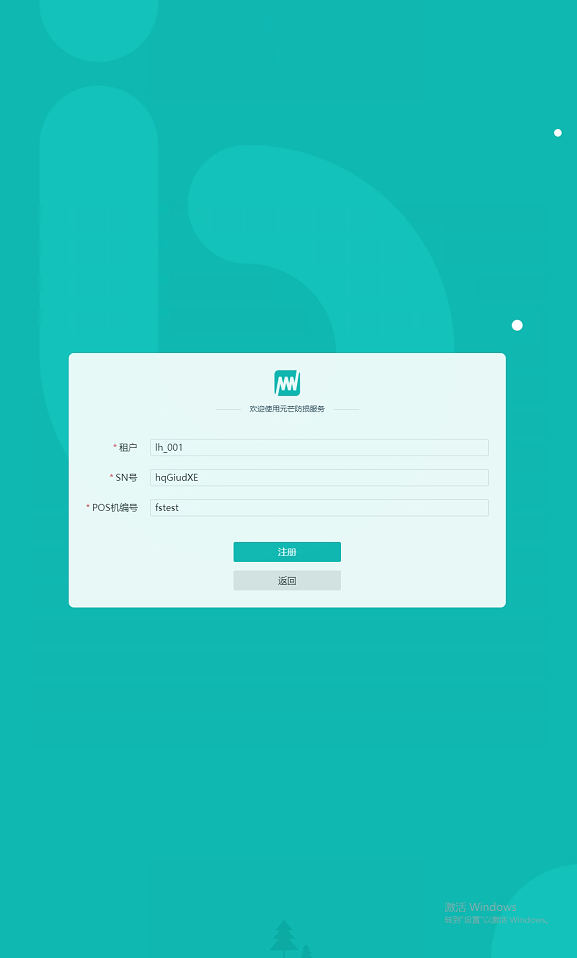 欢迎使用元芒防损服务
* 租户 lh_001
* SN号 hqGiudXE
* POS机编号 fstest
注册
返回
激活 Windows
转到"设置"以激活 Windows。